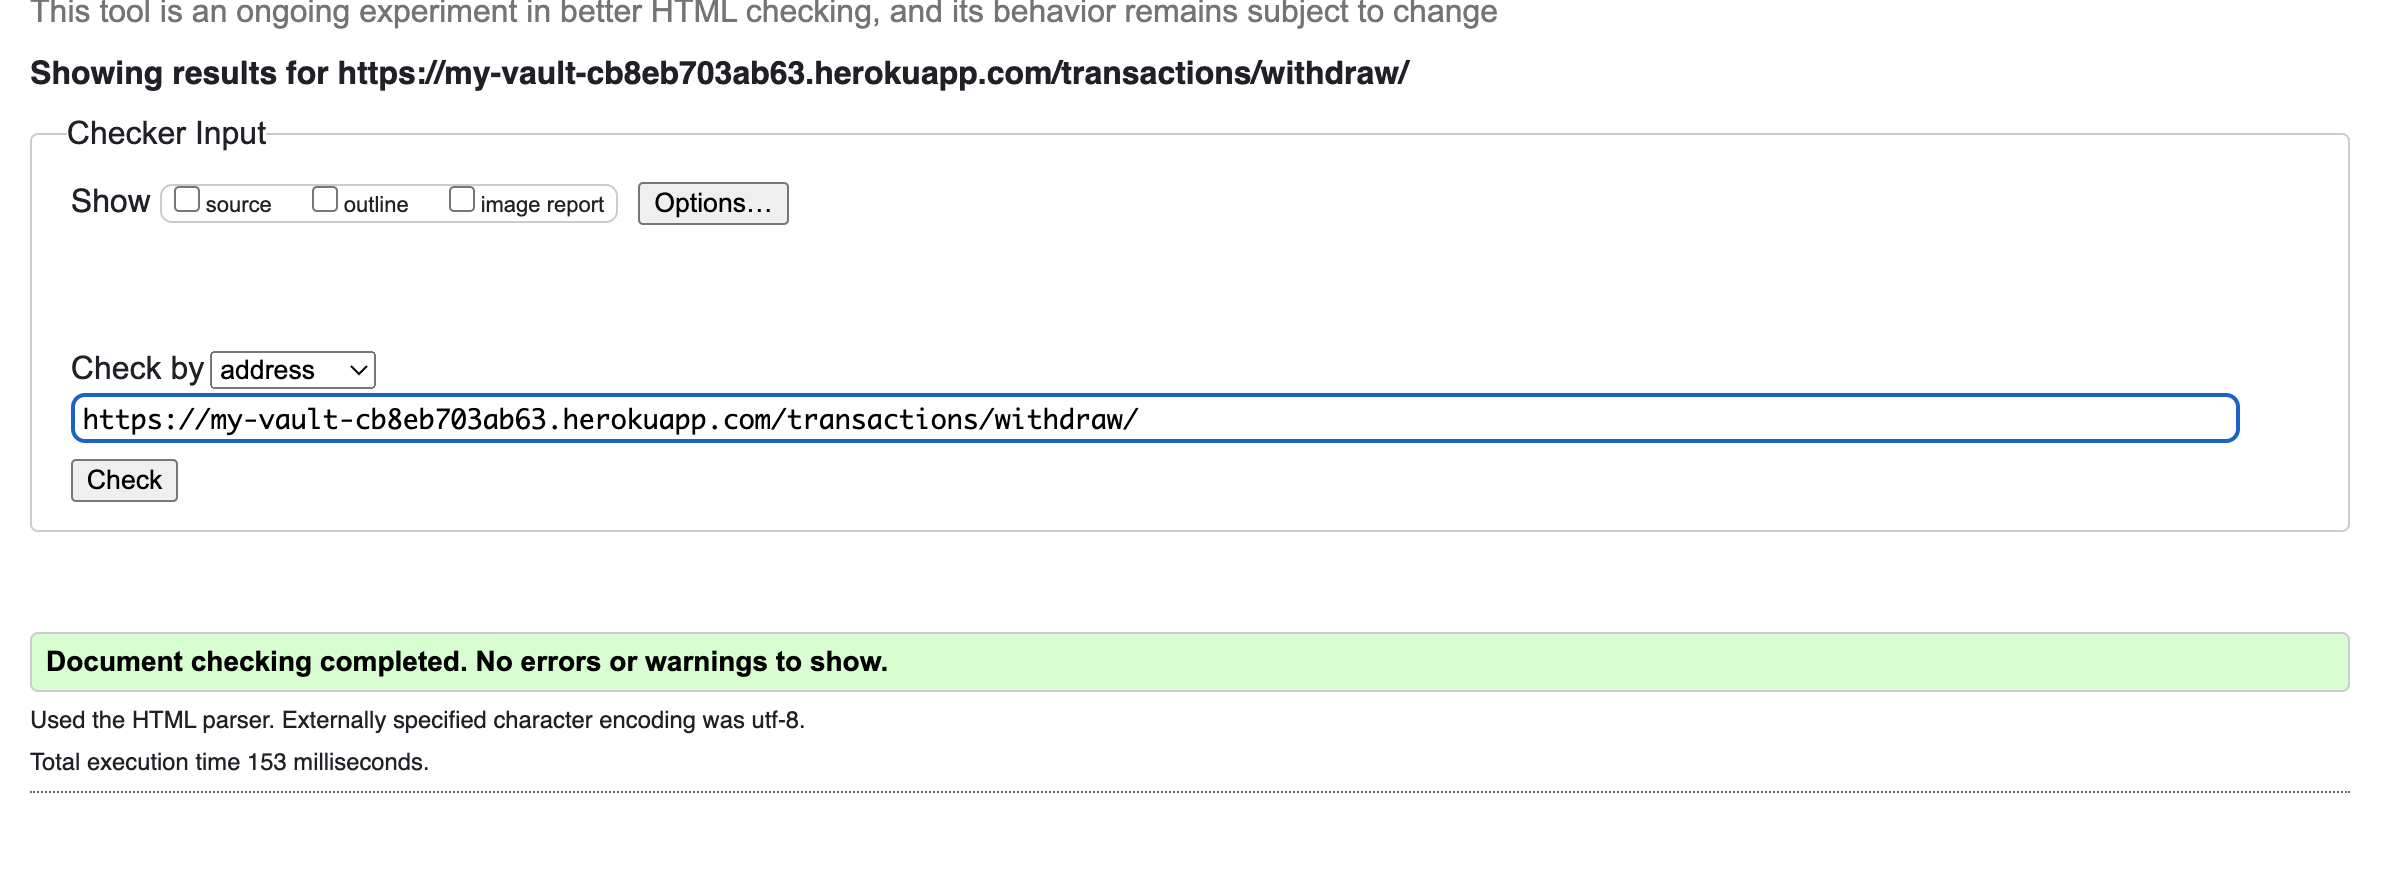 This tool is an ongoing experiment in better HTML checking, and its behavior remains subject to change
Showing results for https://my-vault-cb8eb703ab63.herokuapp.com/transactions/withdraw/
Checker Input
Show source outline image report Options...
Check by address
https://my-vault-cb8eb703ab63.herokuapp.com/transactions/withdraw/
Check
Document checking completed. No errors or warnings to show.
Used the HTML parser. Externally specified character encoding was utf-8.
Total execution time 153 milliseconds.